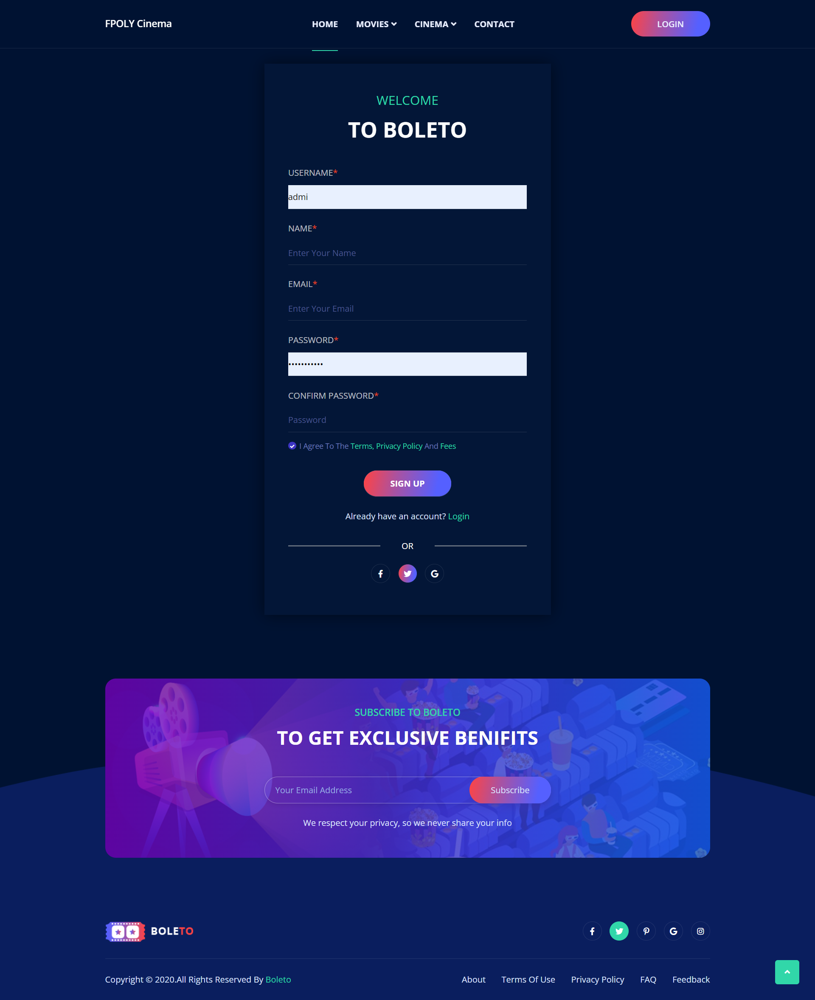 FPOLY Cinema
HOME
MOVIES
CINEMA
CONTACT
LOGIN
WELCOME
TO BOLETO
USERNAME*
admi
NAME*
Enter Your Name
EMAIL*
Enter Your Email
PASSWORD*
•••••••••••
CONFIRM PASSWORD*
Password
I Agree To The Terms, Privacy Policy And Fees
SIGN UP
Already have an account? Login
OR
SUBSCRIBE TO BOLETO
TO GET EXCLUSIVE BENIFITS
Your Email Address
Subscribe
We respect your privacy, so we never share your info
BOLETO
Copyright © 2020.All Rights Reserved By Boleto
About
Terms Of Use
Privacy Policy
FAQ
Feedback